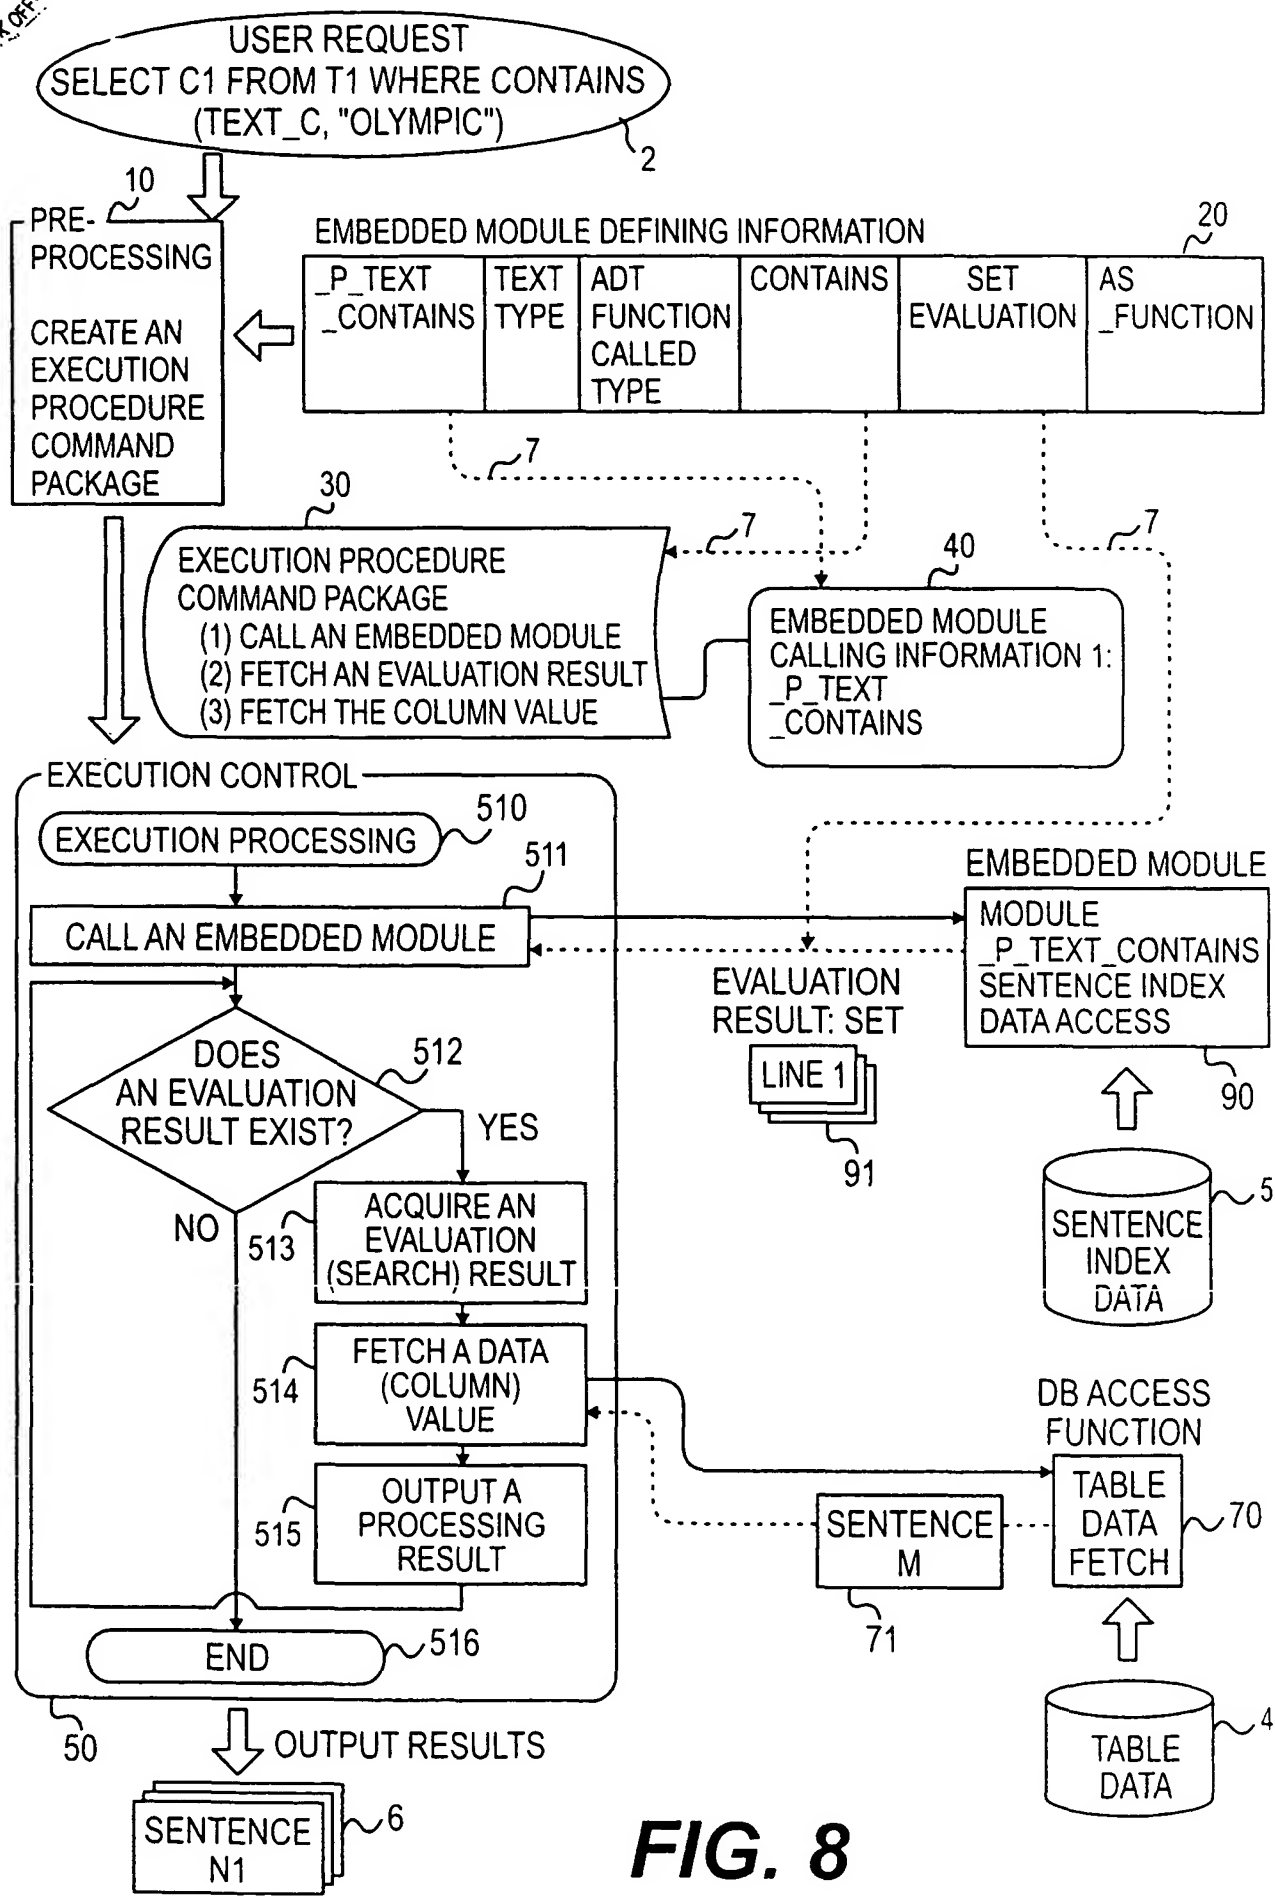 USER REQUEST
SELECT C1 FROM T1 WHERE CONTAINS
(TEXT_C, "OLYMPIC")
2
10
PRE-
PROCESSING
CREATE AN
EXECUTION
PROCEDURE
COMMAND
PACKAGE
EMBEDDED MODULE DEFINING INFORMATION
20
_P_TEXT
_CONTAINS
TEXT
TYPE
ADT
FUNCTION
CALLED
TYPE
CONTAINS
SET
EVALUATION
AS
_FUNCTION
7
7
7
30
EXECUTION PROCEDURE
COMMAND PACKAGE
(1) CALL AN EMBEDDED MODULE
(2) FETCH AN EVALUATION RESULT
(3) FETCH THE COLUMN VALUE
40
EMBEDDED MODULE
CALLING INFORMATION 1:
_P_TEXT
_CONTAINS
EXECUTION CONTROL
EXECUTION PROCESSING
510
511
CALL AN EMBEDDED MODULE
EMBEDDED MODULE
MODULE
_P_TEXT_CONTAINS
SENTENCE INDEX
DATA ACCESS
90
EVALUATION
RESULT: SET
LINE 1
91
DOES
AN EVALUATION
RESULT EXIST?
512
YES
NO
513
ACQUIRE AN
EVALUATION
(SEARCH) RESULT
5
SENTENCE
INDEX
DATA
514
FETCH A DATA
(COLUMN)
VALUE
DB ACCESS
FUNCTION
TABLE
DATA
FETCH
70
SENTENCE
M
71
515
OUTPUT A
PROCESSING
RESULT
END
516
50
OUTPUT RESULTS
4
TABLE
DATA
SENTENCE
N1
6
FIG. 8